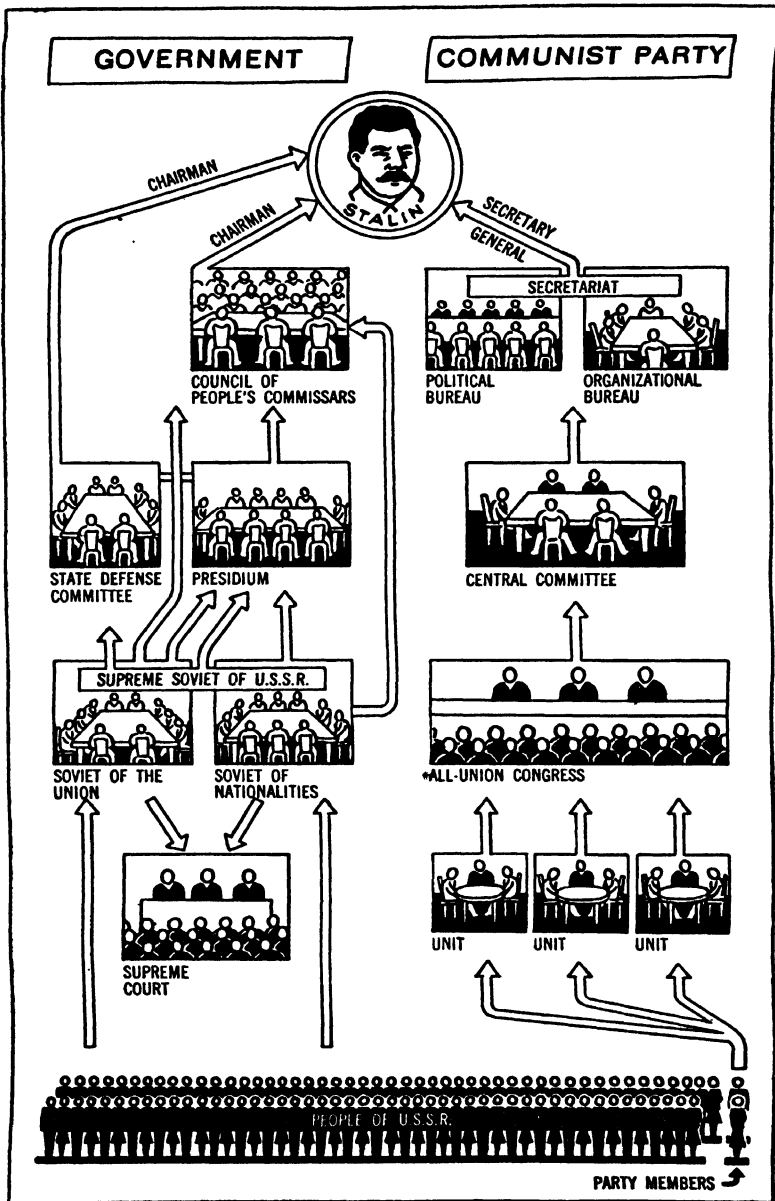 GOVERNMENT
COMMUNIST PARTY
CHAIRMAN
STALIN
CHAIRMAN
SECRETARY
GENERAL
SECRETARIAT
COUNCIL OF
PEOPLE'S COMMISSARS
POLITICAL
BUREAU
ORGANIZATIONAL
BUREAU
STATE DEFENSE
COMMITTEE
PRESIDIUM
CENTRAL COMMITTEE
SUPREME SOVIET OF U.S.S.R.
SOVIET OF THE
UNION
SOVIET OF
NATIONALITIES
*ALL-UNION CONGRESS
SUPREME
COURT
UNIT
UNIT
UNIT
PEOPLE OF U.S.S.R.
PARTY MEMBERS